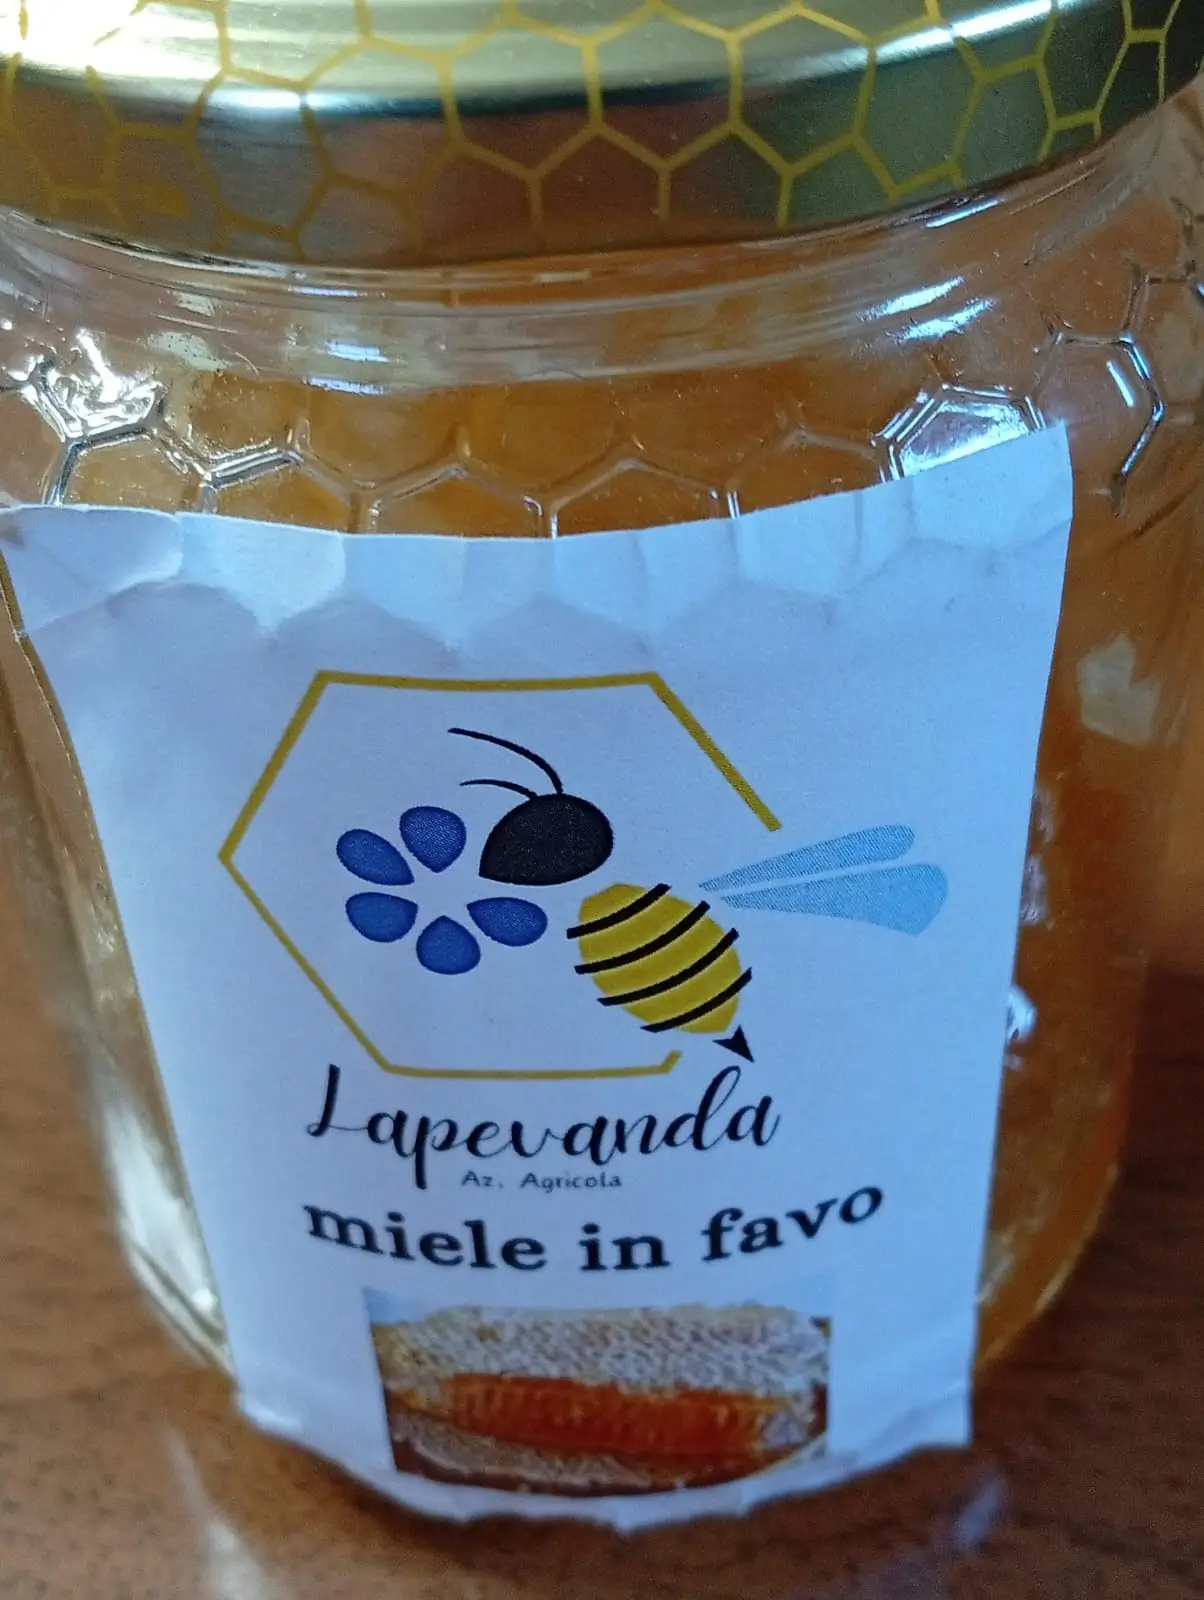 Lapevanda
Az. Agricola
miele in favo